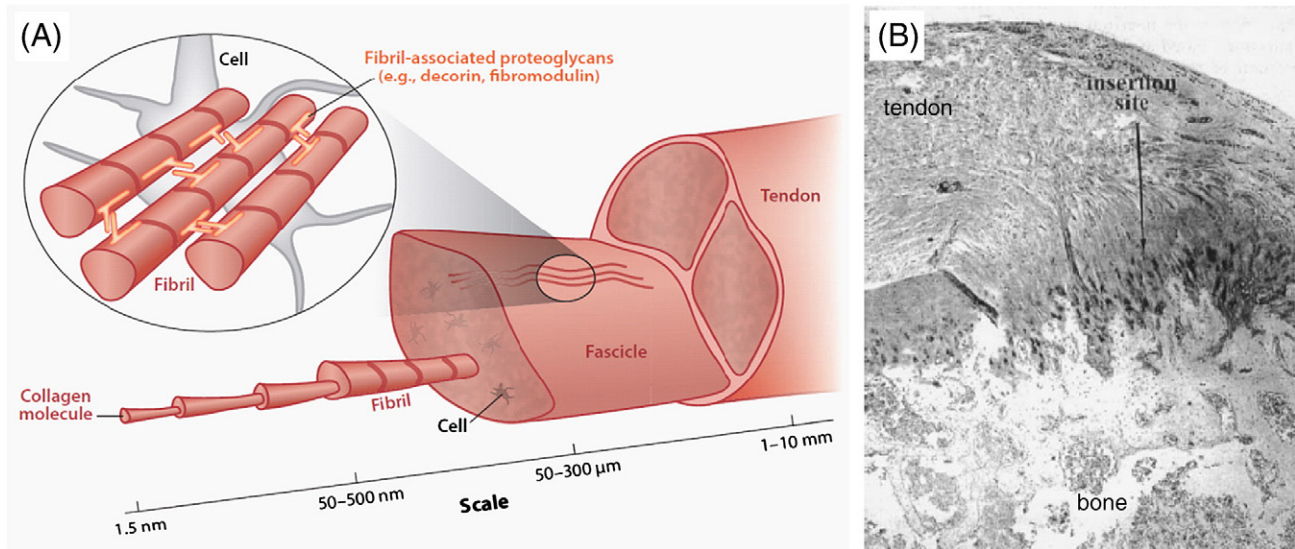 (A)
Cell
Fibril-associated proteoglycans
(e.g., decorin, fibromodulin)
Fibril
Tendon
Fascicle
Collagen
molecule
Fibril
Cell
1.5 nm
50–500 nm
50–300 µm
1–10 mm
Scale
(B)
tendon
insertion
site
bone